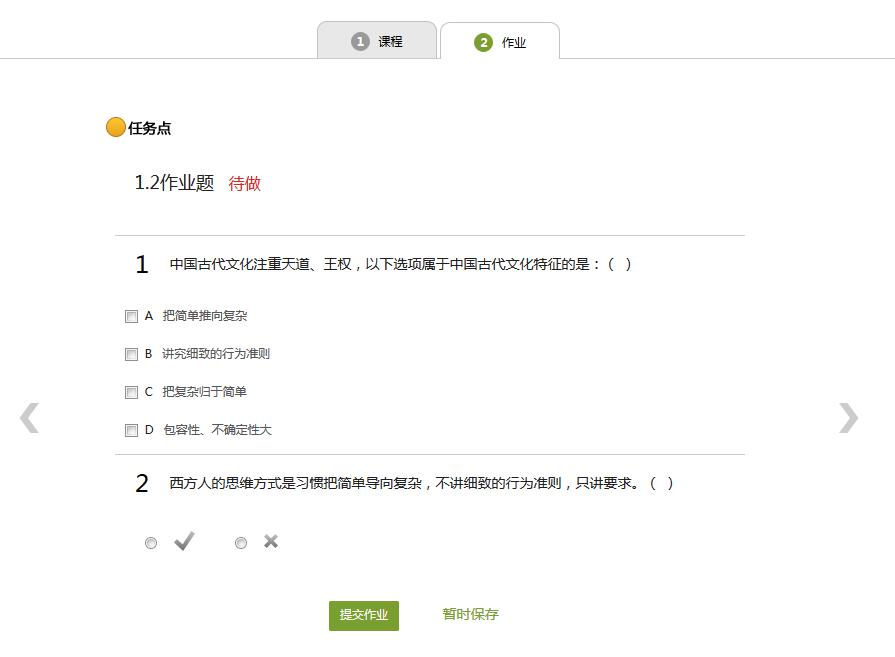 1 课程
2 作业
任务点
1.2作业题 待做
1 中国古代文化注重天道、王权，以下选项属于中国古代文化特征的是：（ ）
A 把简单推向复杂
B 讲究细致的行为准则
C 把复杂归于简单
D 包容性、不确定性大
2 西方人的思维方式是习惯把简单导向复杂，不讲细致的行为准则，只讲要求。（ ）
提交作业 暂时保存